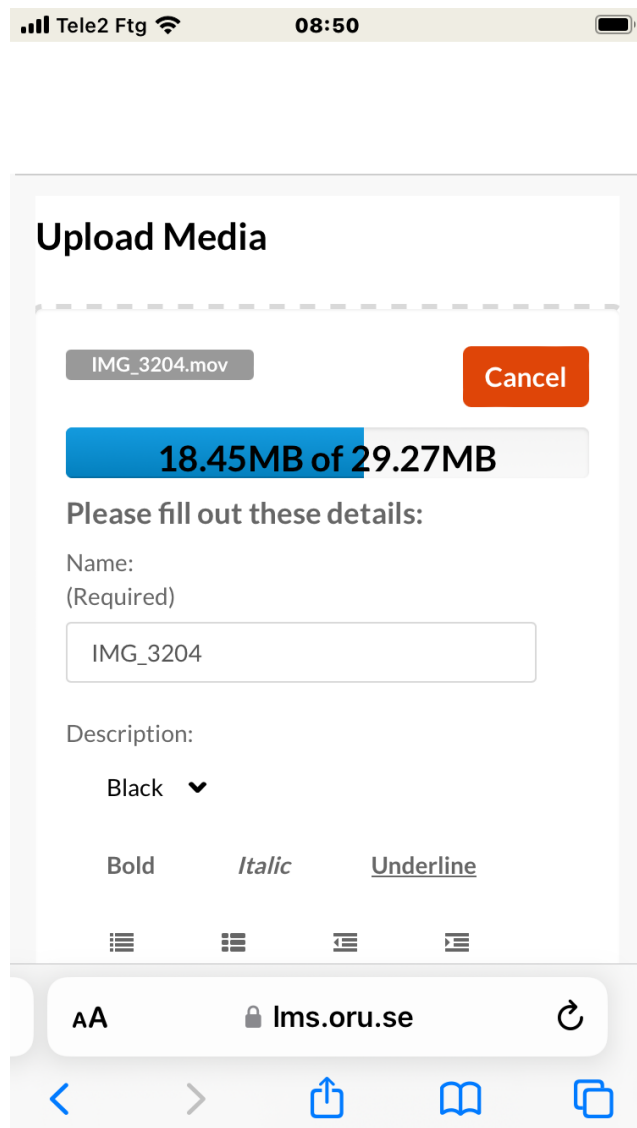 Tele2 Ftg 08:50
Upload Media
IMG_3204.mov
Cancel
18.45MB of 29.27MB
Please fill out these details:
Name:
(Required)
IMG_3204
Description:
Black
Bold Italic Underline
AA lms.oru.se